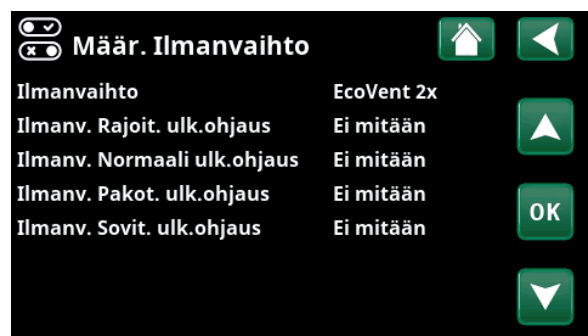 Määr. Ilmanvaihto
Ilmanvaihto EcoVent 2x
Ilmanv. Rajoit. ulk.ohjaus Ei mitään
Ilmanv. Normaali ulk.ohjaus Ei mitään
Ilmanv. Pakot. ulk.ohjaus Ei mitään
Ilmanv. Sovit. ulk.ohjaus Ei mitään
OK